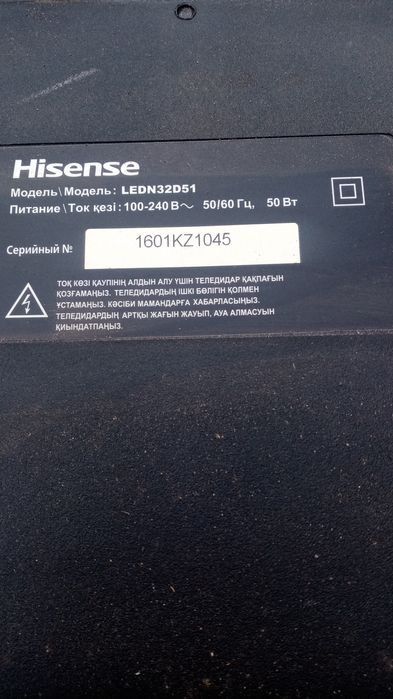 Hisense
Модель\Модель: LEDN32D51
Питание\Ток қезі: 100-240 В~ 50/60 Гц, 50 Вт
Серийный № 1601KZ1045
ТОҚ КӨЗІ ҚАУПІНІҢ АЛДЫН АЛУ ҮШІН ТЕЛЕДИДАР ҚАҚПАҒЫН
ҚОЗҒАМАҢЫЗ. ТЕЛЕДИДАРДЫҢ ІШКІ БӨЛІГІН ҚОЛМЕН
ҰСТАМАҢЫЗ. КӘСІБИ МАМАНДАРҒА ХАБАРЛАСЫҢЫЗ.
ТЕЛЕДИДАРДЫҢ АРТҚЫ ЖАҒЫН ЖАУЫП, АУА АЛМАСУЫН
ҚИЫНДАТПАҢЫЗ.